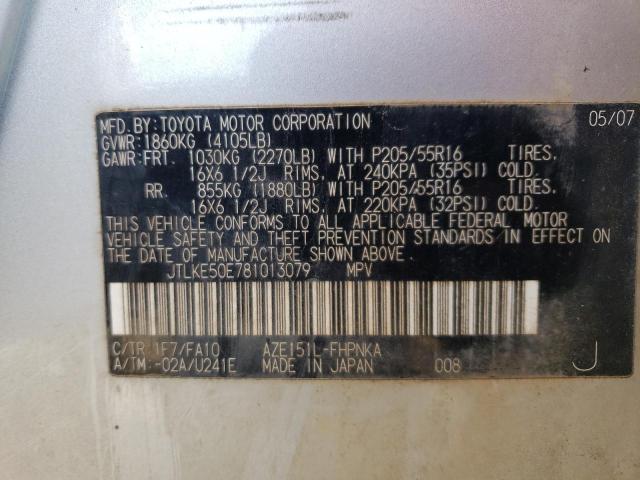 MFD.BY:TOYOTA MOTOR CORPORATION 05/07
GVWR:1860KG (4105LB)
GAWR:FRT. 1030KG (2270LB) WITH P205/55R16 TIRES,
16X6 1/2J RIMS, AT 240KPA (35PSI) COLD.
RR. 855KG (1880LB) WITH P205/55R16 TIRES,
16X6 1/2J RIMS, AT 220KPA (32PSI) COLD.
THIS VEHICLE CONFORMS TO ALL APPLICABLE FEDERAL MOTOR
VEHICLE SAFETY AND THEFT PREVENTION STANDARDS IN EFFECT ON
THE DATE OF MANUFACTURE SHOWN ABOVE.
JTLKE50E781013079 MPV
C/TR 1F7/FA10 AZE151L-FHPNKA
A/TM:-02A/U241E MADE IN JAPAN 008 J